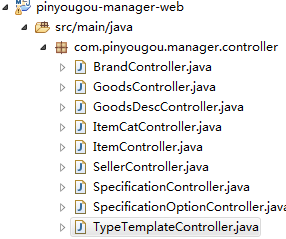 pinyougou-manager-web
src/main/java
com.pinyougou.manager.controller
BrandController.java
GoodsController.java
GoodsDescController.java
ItemCatController.java
ItemController.java
SellerController.java
SpecificationController.java
SpecificationOptionController.java
TypeTemplateController.java